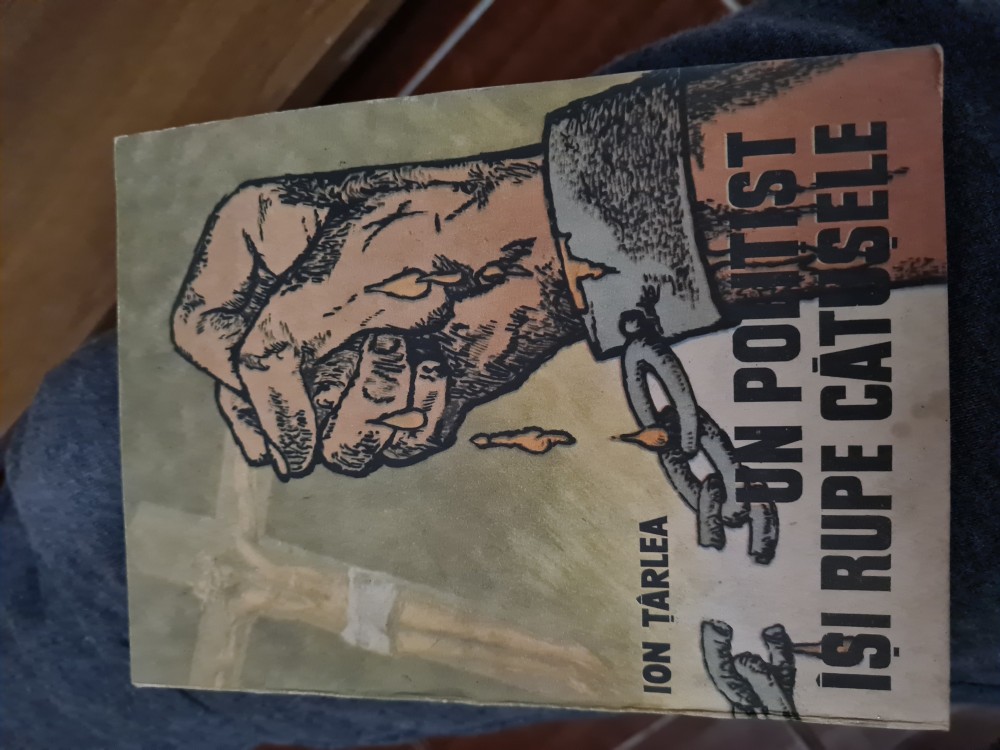 ION ȚÂRLEA
UN POLIȚIST
ÎȘI RUPE CĂTUȘELE